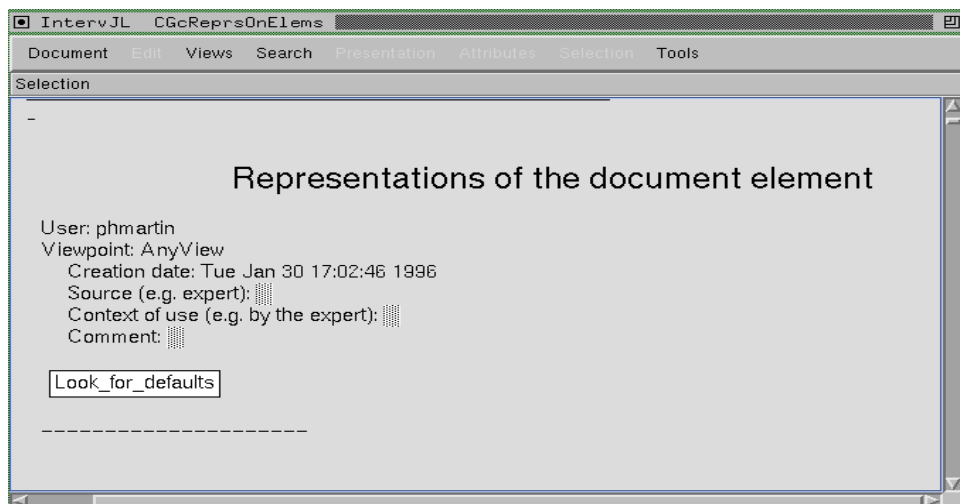 IntervJL CGcReprsOnElems
Document Edit Views Search Presentation Attributes Selection Tools
Selection
Representations of the document element
User: phmartin
Viewpoint: AnyView
Creation date: Tue Jan 30 17:02:46 1996
Source (e.g. expert):
Context of use (e.g. by the expert):
Comment:
Look_for_defaults